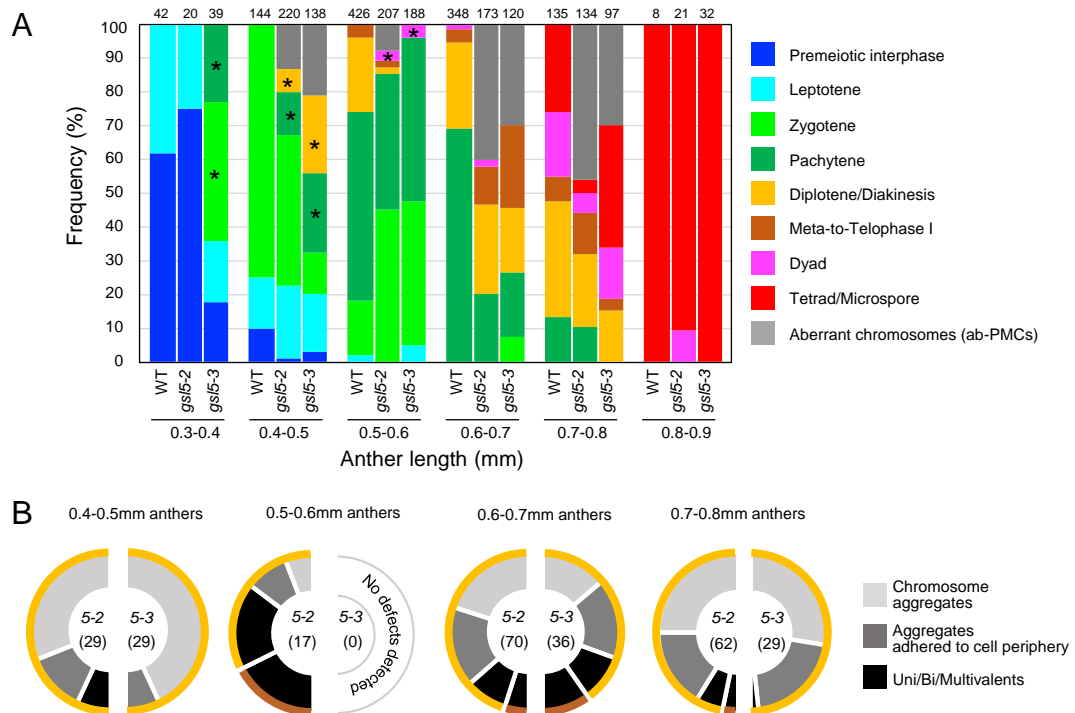 A
42 20 39 144 220 138 426 207 188 348 173 120 135 134 97 8 21 32
Frequency (%)
100
90
80
70
60
50
40
30
20
10
0
* * * * * * * *
WT gsl5-2 gsl5-3 WT gsl5-2 gsl5-3 WT gsl5-2 gsl5-3 WT gsl5-2 gsl5-3 WT gsl5-2 gsl5-3 WT gsl5-2 gsl5-3
0.3-0.4 0.4-0.5 0.5-0.6 0.6-0.7 0.7-0.8 0.8-0.9
Anther length (mm)
Premeiotic interphase
Leptotene
Zygotene
Pachytene
Diplotene/Diakinesis
Meta-to-Telophase I
Dyad
Tetrad/Microspore
Aberrant chromosomes (ab-PMCs)
B
0.4-0.5mm anthers
5-2 5-3
(29) (29)
0.5-0.6mm anthers
5-2 5-3
(17) (0)
No defects detected
0.6-0.7mm anthers
5-2 5-3
(70) (36)
0.7-0.8mm anthers
5-2 5-3
(62) (29)
Chromosome
aggregates
Aggregates
adhered to cell periphery
Uni/Bi/Multivalents